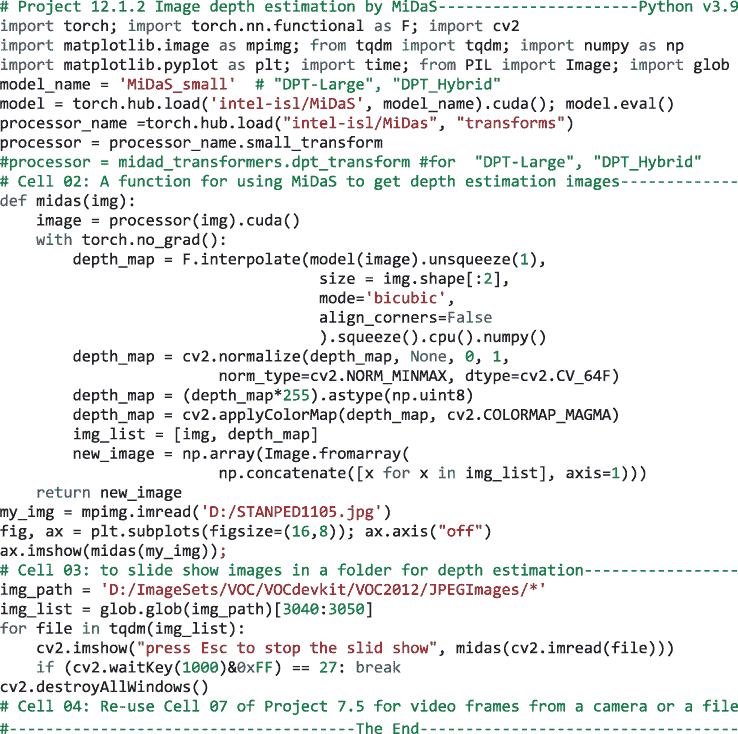 # Project 12.1.2 Image depth estimation by MiDaS----------------------Python v3.9
import torch; import torch.nn.functional as F; import cv2
import matplotlib.image as mpimg; from tqdm import tqdm; import numpy as np
import matplotlib.pyplot as plt; import time; from PIL import Image; import glob
model_name = 'MiDaS_small'  # "DPT-Large", "DPT_Hybrid"
model = torch.hub.load('intel-isl/MiDaS', model_name).cuda(); model.eval()
processor_name =torch.hub.load("intel-isl/MiDas", "transforms")
processor = processor_name.small_transform
#processor = midad_transformers.dpt_transform #for  "DPT-Large", "DPT_Hybrid"
# Cell 02: A function for using MiDaS to get depth estimation images-------------
def midas(img):
    image = processor(img).cuda()
    with torch.no_grad():
        depth_map = F.interpolate(model(image).unsqueeze(1),
                                   size = img.shape[:2],
                                   mode='bicubic',
                                   align_corners=False
                                   ).squeeze().cpu().numpy()
        depth_map = cv2.normalize(depth_map, None, 0, 1,
                        norm_type=cv2.NORM_MINMAX, dtype=cv2.CV_64F)
        depth_map = (depth_map*255).astype(np.uint8)
        depth_map = cv2.applyColorMap(depth_map, cv2.COLORMAP_MAGMA)
        img_list = [img, depth_map]
        new_image = np.array(Image.fromarray(
                        np.concatenate([x for x in img_list], axis=1)))
    return new_image
my_img = mpimg.imread('D:/STANPED1105.jpg')
fig, ax = plt.subplots(figsize=(16,8)); ax.axis("off")
ax.imshow(midas(my_img));
# Cell 03: to slide show images in a folder for depth estimation-----------------
img_path = 'D:/ImageSets/VOC/VOCdevkit/VOC2012/JPEGImages/*'
img_list = glob.glob(img_path)[3040:3050]
for file in tqdm(img_list):
    cv2.imshow("press Esc to stop the slid show", midas(cv2.imread(file)))
    if (cv2.waitKey(1000)&0xFF) == 27: break
cv2.destroyAllWindows()
# Cell 04: Re-use Cell 07 of Project 7.5 for video frames from a camera or a file
#--------------------------------------The End-----------------------------------